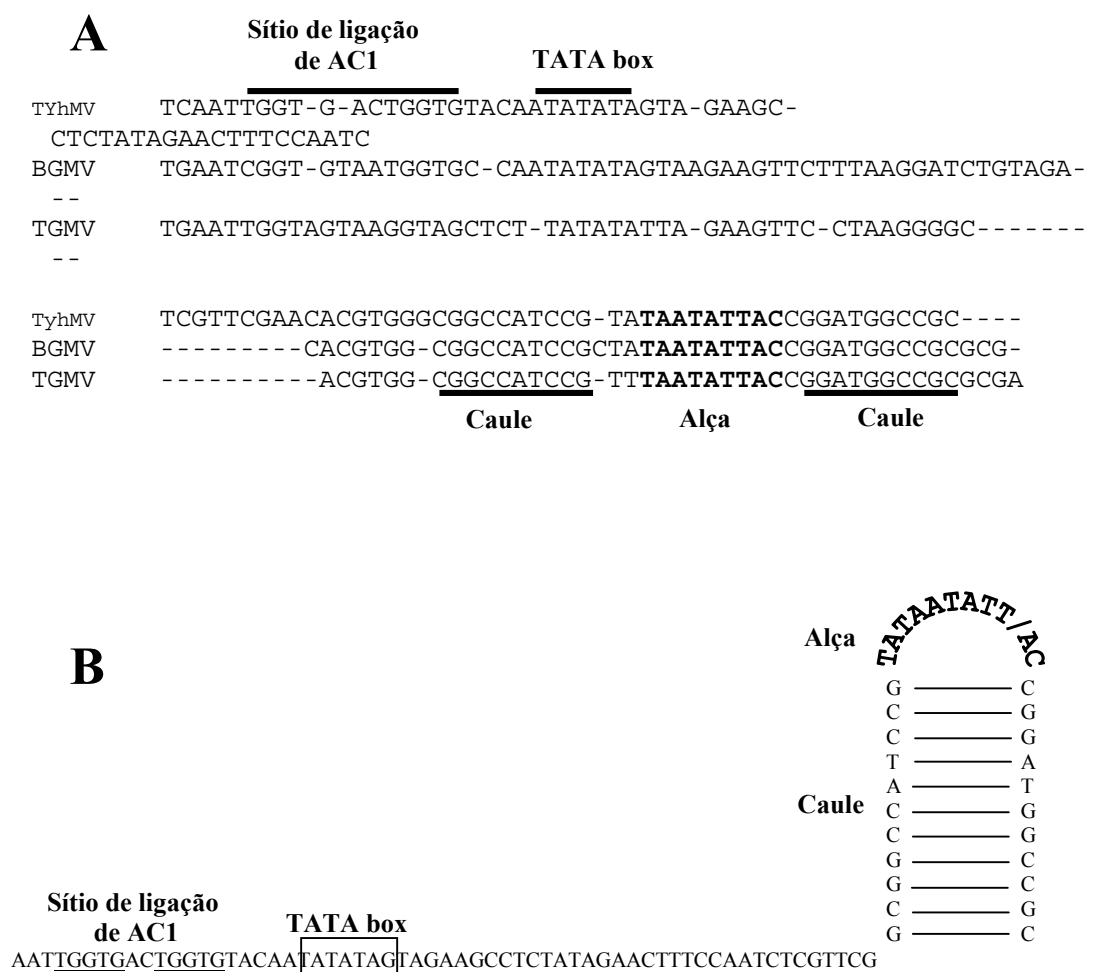 A
Sítio de ligação
de AC1
TATA box
TYhMV TCAATTGGT-G-ACTGGTGTACAATATATAGTA-GAAGC-
CTCTATAGAACTTTCCAATC
BGMV TGAATCGGT-GTAATGGTGC-CAATATATAGTAAGAAGTTCTTTAAGGATCTGTAGA-
--
TGMV TGAATTGGTAGTAAGGTAGCTCT-TATATATTA-GAAGTTC-CTAAGGGGC-------
--
TyhMV TCGTTCGAACACGTGGGCGGCCATCCG-TATAATATTACCGGATGGCCGC----
BGMV ---------CACGTGG-CGGCCATCCGCTATAATATTACCGGATGGCCGCGCG-
TGMV ----------ACGTGG-CGGCCATCCG-TTTAATATTACCGGATGGCCGCGCGA
Caule Alça Caule
B
Alça
TATAATATT/AC
G C
C G
C G
T A
A T
Caule
C G
C G
G C
G C
C G
G C
Sítio de ligação
de AC1
TATA box
AATTGGTGACTGGTGTACAATATATAGTAGAAGCCTCTATAGAACTTTCCAATCTCGTTCG